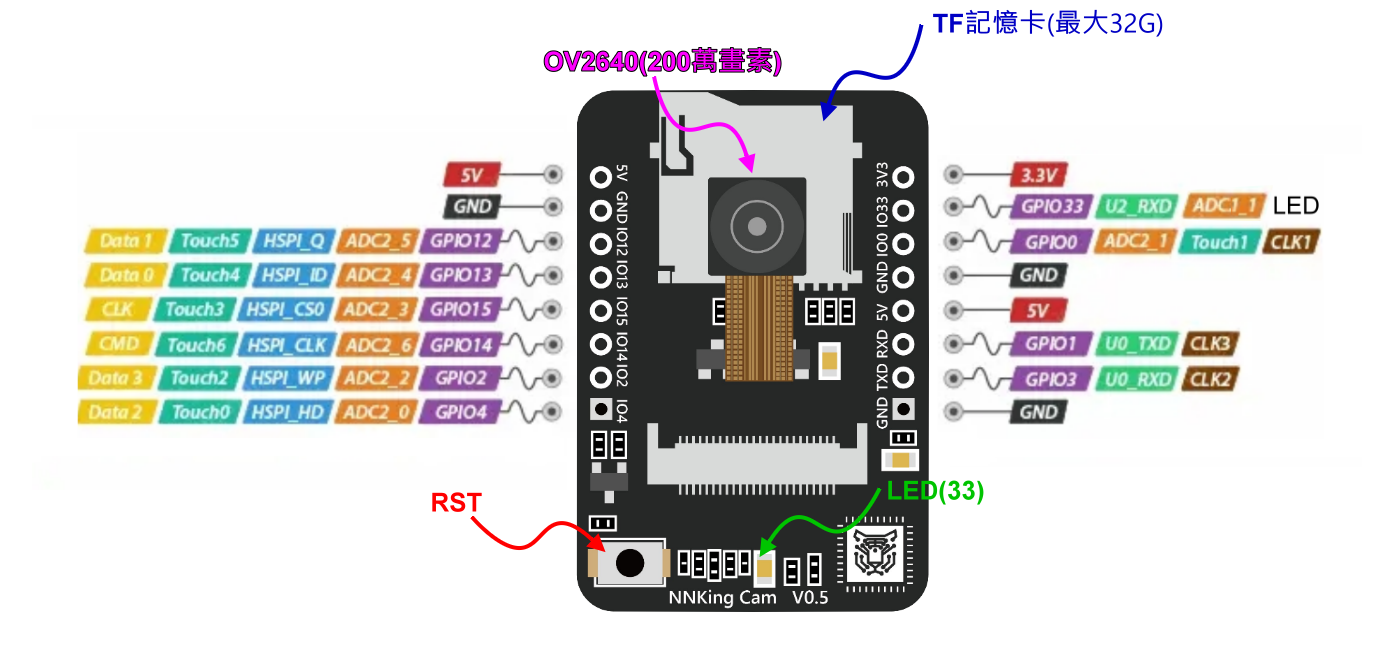 TF記憶卡(最大32G)
OV2640(200萬畫素)
5V
GND
Data 1 Touch5 HSPI_Q ADC2_5 GPIO12
Data 0 Touch4 HSPI_ID ADC2_4 GPIO13
CLK Touch3 HSPI_CS0 ADC2_3 GPIO15
CMD Touch6 HSPI_CLK ADC2_6 GPIO14
Data 3 Touch2 HSPI_WP ADC2_2 GPIO2
Data 2 Touch0 HSPI_HD ADC2_0 GPIO4
5V GND IO12 IO13 IO15 IO14 IO2 IO4
3V3 IO33 IO0 GND 5V RXD TXD GND
3.3V
GPIO33 U2_RXD ADC1_1 LED
GPIO0 ADC2_1 Touch1 CLK1
GND
5V
GPIO1 U0_TXD CLK3
GPIO3 U0_RXD CLK2
GND
RST
LED(33)
NNKing Cam V0.5